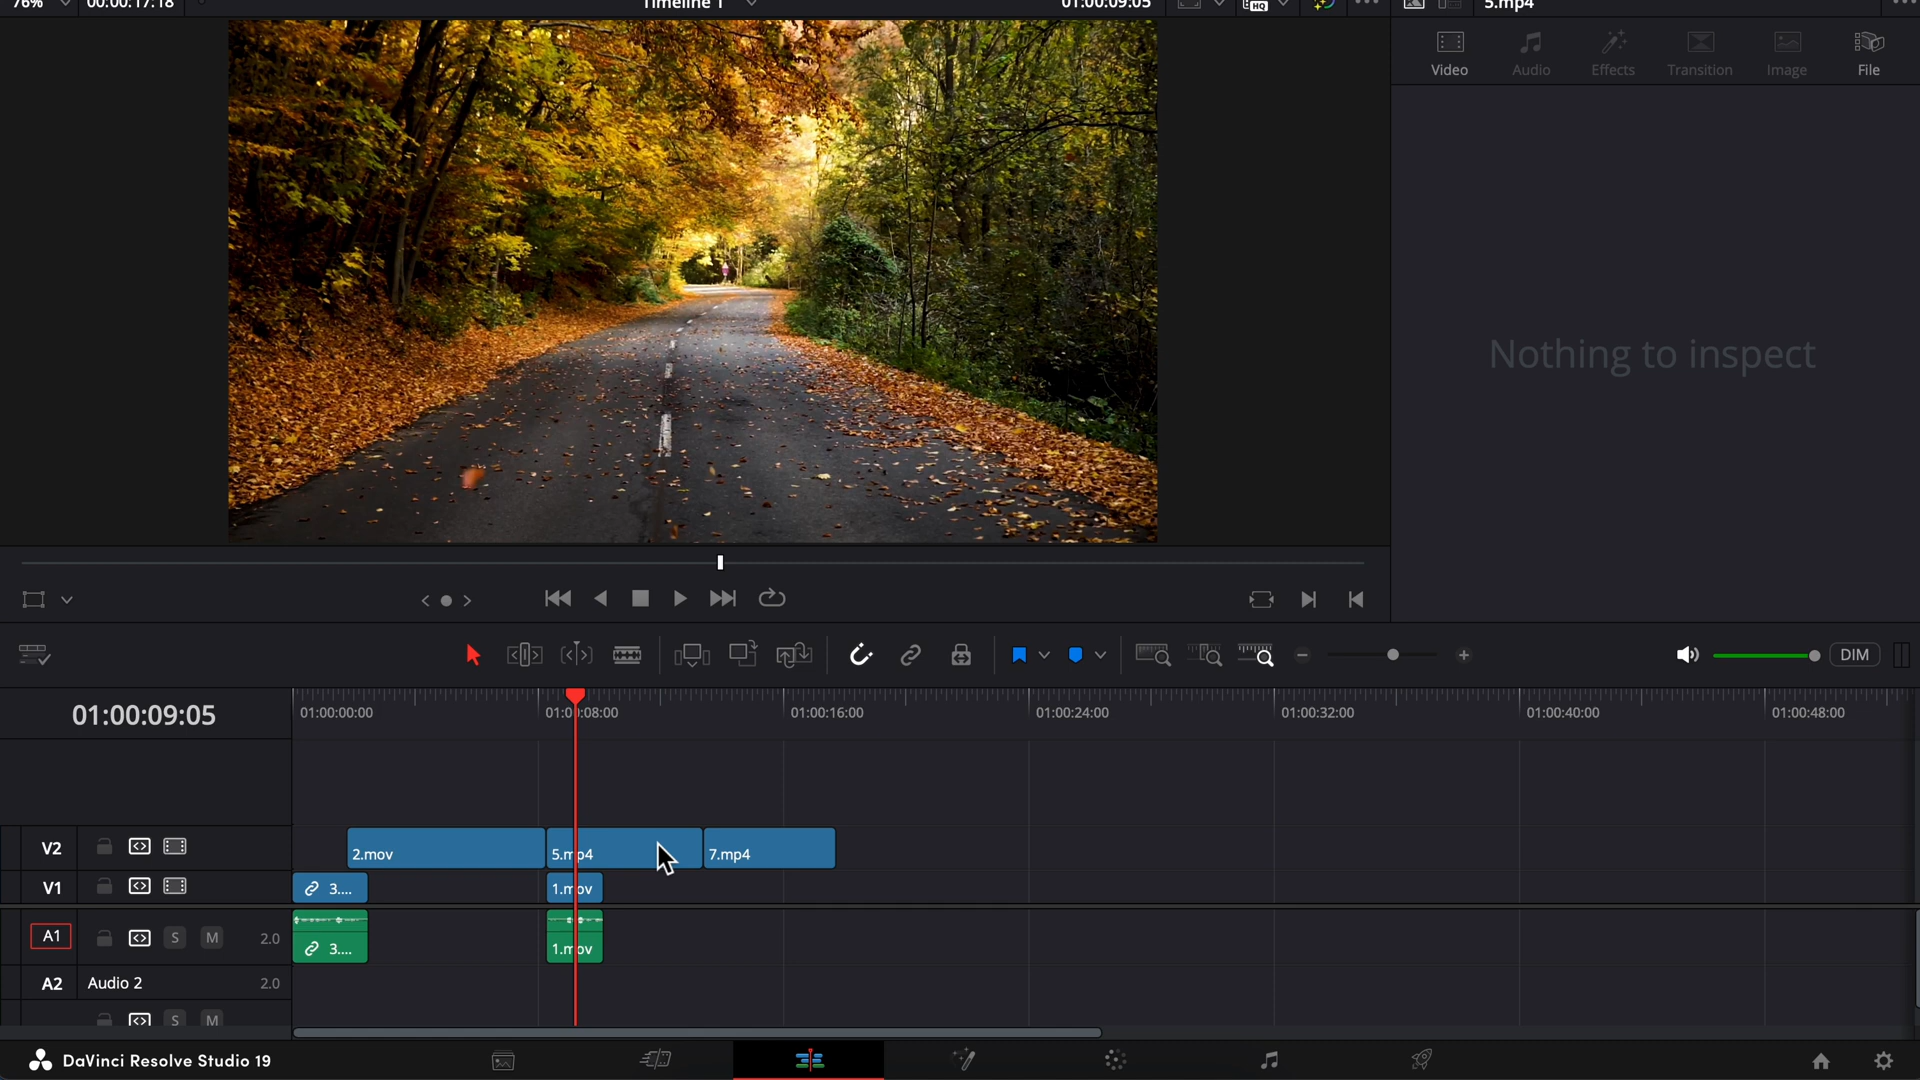 76%
00:00:17:18
Timeline 1
01:00:09:05
HQ
5.mp4
Video
Audio
Effects
Transition
Image
File
Nothing to inspect
DIM
01:00:09:05
01:00:00:00
01:00:08:00
01:00:16:00
01:00:24:00
01:00:32:00
01:00:40:00
01:00:48:00
V2
2.mov
5.mp4
7.mp4
V1
3....
1.mov
A1
S
M
2.0
3....
1.mov
A2
Audio 2
2.0
S
M
DaVinci Resolve Studio 19